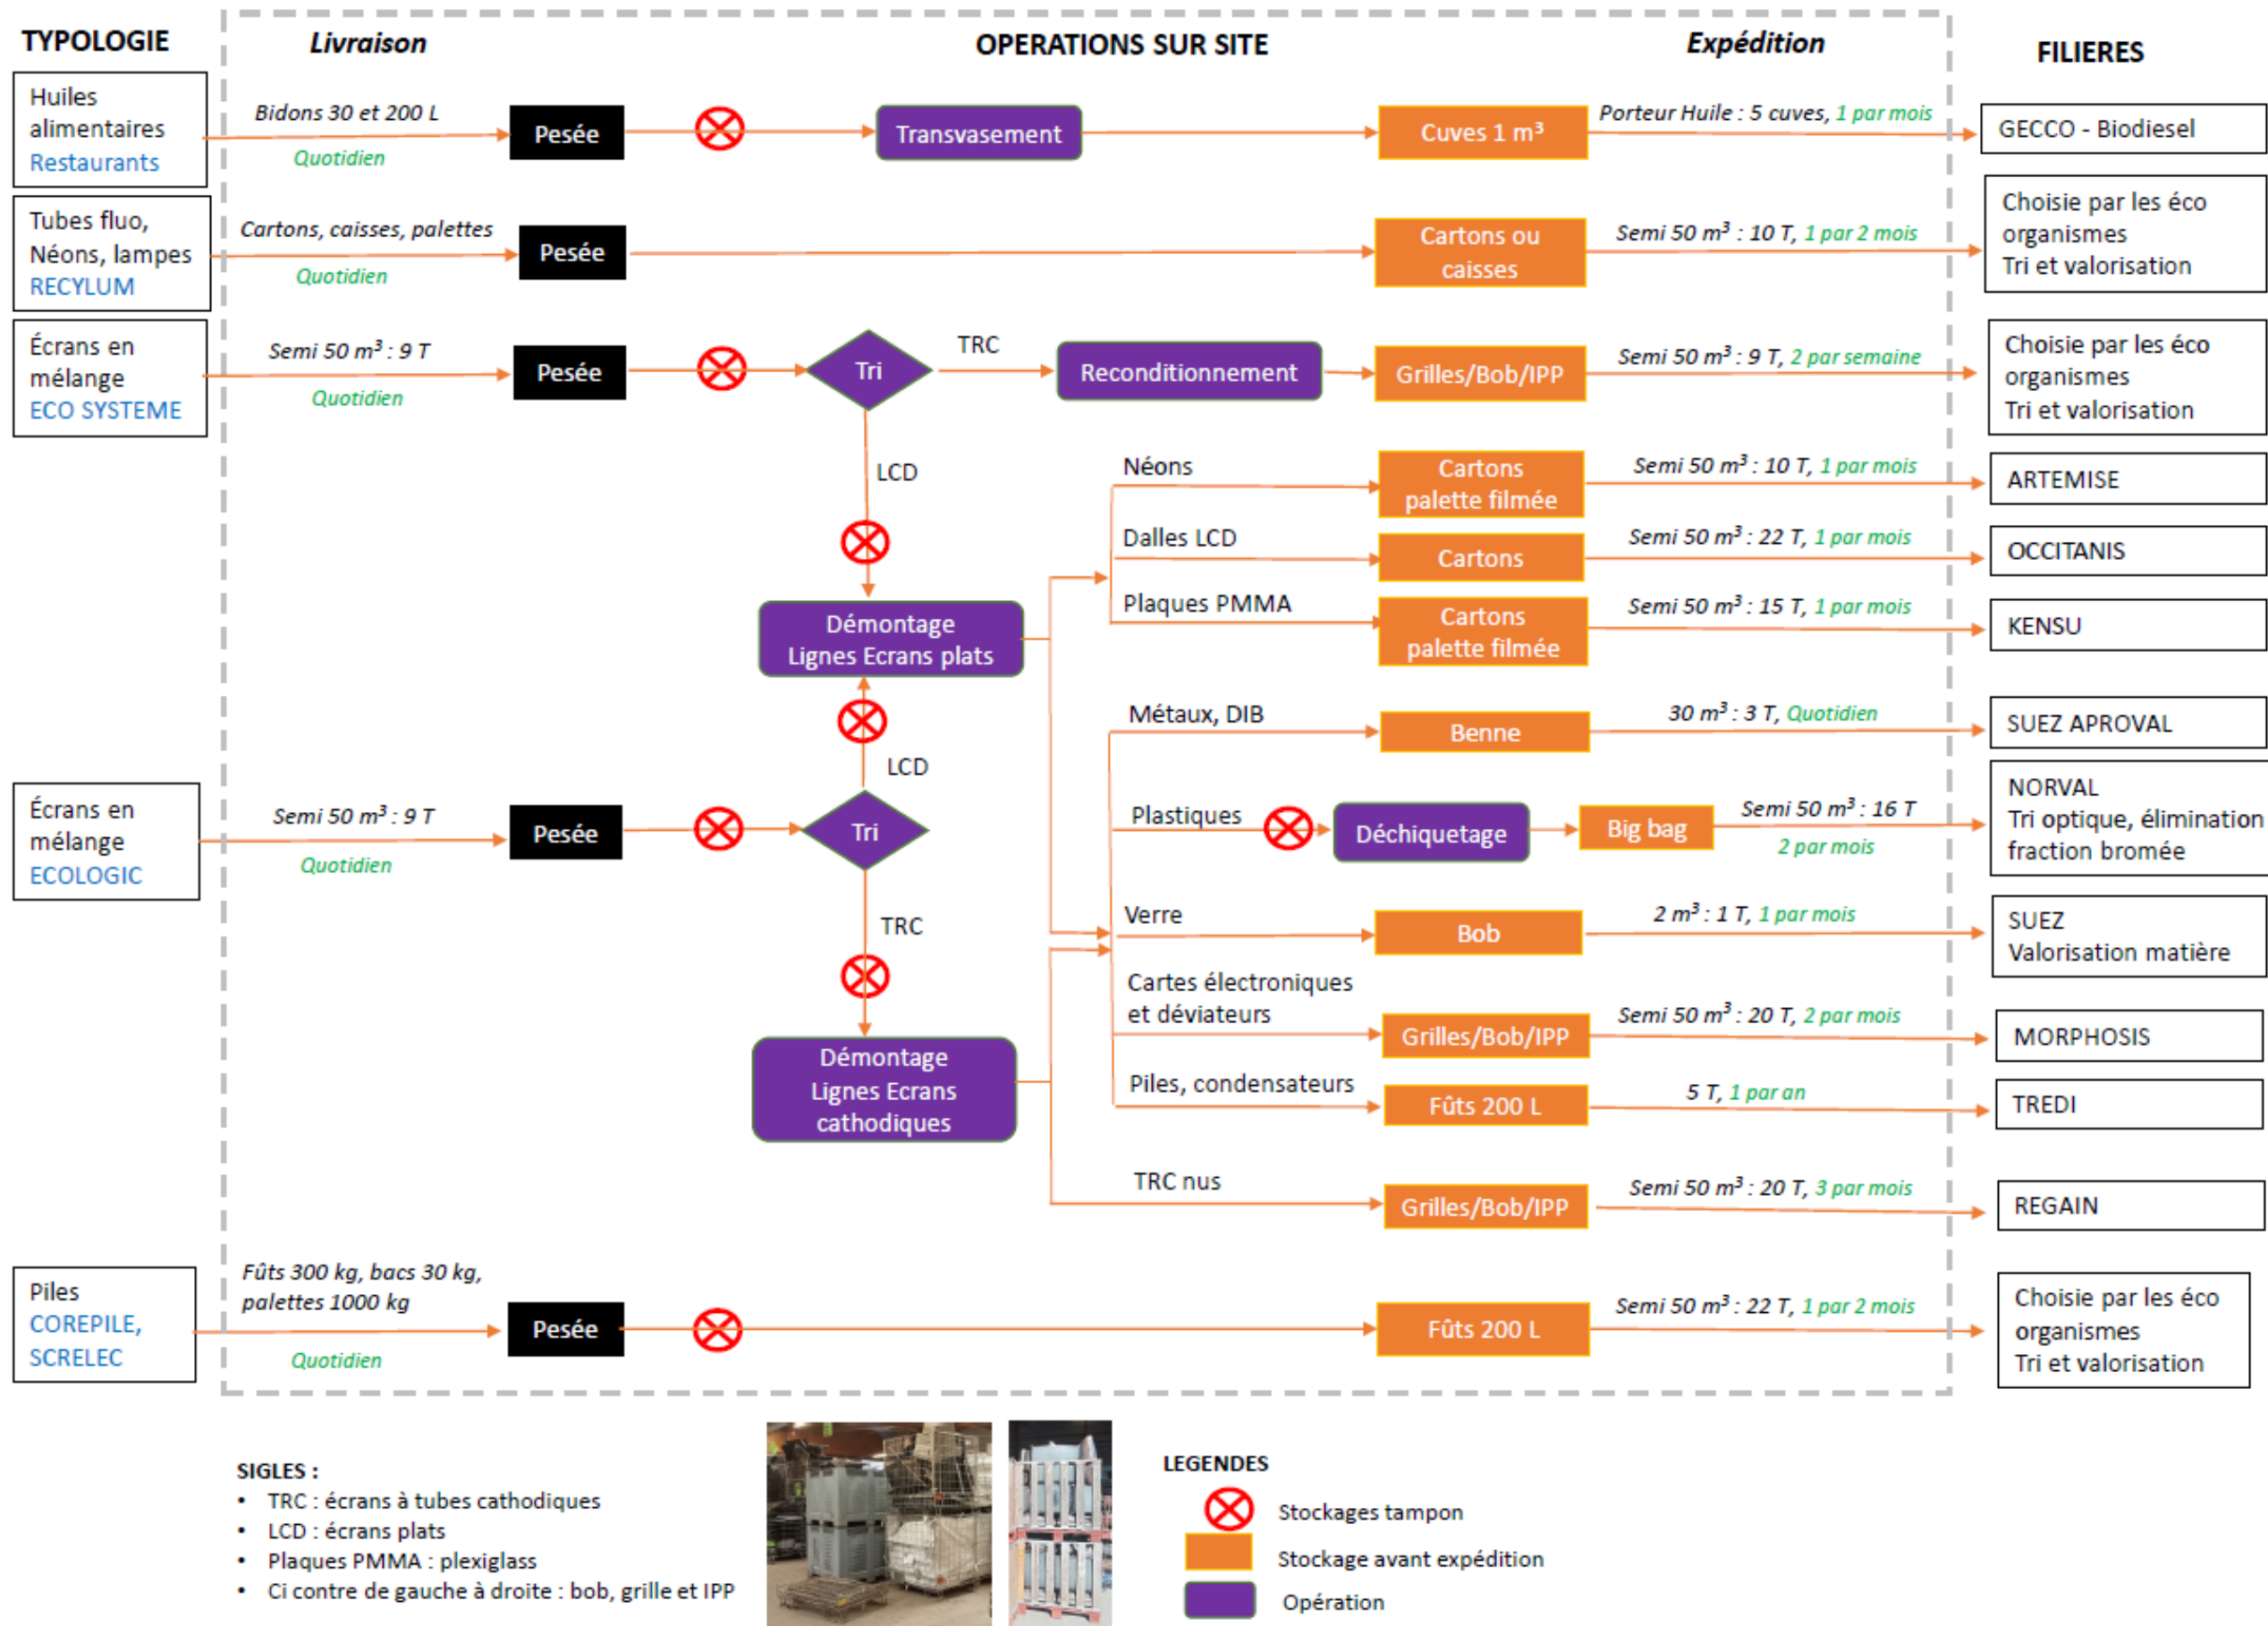 TYPOLOGIE
Livraison
OPERATIONS SUR SITE
Expédition
FILIERES
Huiles
alimentaires
Restaurants
Bidons 30 et 200 L
Quotidien
Pesée
Transvasement
Cuves 1 m³
Porteur Huile : 5 cuves, 1 par mois
GECCO - Biodiesel
Tubes fluo,
Néons, lampes
RECYLUM
Cartons, caisses, palettes
Quotidien
Pesée
Cartons ou
caisses
Semi 50 m³ : 10 T, 1 par 2 mois
Choisie par les éco
organismes
Tri et valorisation
Écrans en
mélange
ECO SYSTEME
Semi 50 m³ : 9 T
Quotidien
Pesée
Tri
TRC
Reconditionnement
Grilles/Bob/IPP
Semi 50 m³ : 9 T, 2 par semaine
Choisie par les éco
organismes
Tri et valorisation
LCD
Néons
Cartons
palette filmée
Semi 50 m³ : 10 T, 1 par mois
ARTEMISE
Dalles LCD
Cartons
Semi 50 m³ : 22 T, 1 par mois
OCCITANIS
Plaques PMMA
Cartons
palette filmée
Semi 50 m³ : 15 T, 1 par mois
KENSU
Démontage
Lignes Ecrans plats
Métaux, DIB
Benne
30 m³ : 3 T, Quotidien
SUEZ APROVAL
LCD
Écrans en
mélange
ECOLOGIC
Semi 50 m³ : 9 T
Quotidien
Pesée
Tri
Plastiques
Déchiquetage
Big bag
Semi 50 m³ : 16 T
2 par mois
NORVAL
Tri optique, élimination
fraction bromée
TRC
Verre
Bob
2 m³ : 1 T, 1 par mois
SUEZ
Valorisation matière
Cartes électroniques
et déviateurs
Grilles/Bob/IPP
Semi 50 m³ : 20 T, 2 par mois
MORPHOSIS
Démontage
Lignes Ecrans
cathodiques
Piles, condensateurs
Fûts 200 L
5 T, 1 par an
TREDI
TRC nus
Grilles/Bob/IPP
Semi 50 m³ : 20 T, 3 par mois
REGAIN
Piles
COREPILE,
SCRELEC
Fûts 300 kg, bacs 30 kg,
palettes 1000 kg
Quotidien
Pesée
Fûts 200 L
Semi 50 m³ : 22 T, 1 par 2 mois
Choisie par les éco
organismes
Tri et valorisation
SIGLES :
• TRC : écrans à tubes cathodiques
• LCD : écrans plats
• Plaques PMMA : plexiglass
• Ci contre de gauche à droite : bob, grille et IPP
LEGENDES
Stockages tampon
Stockage avant expédition
Opération